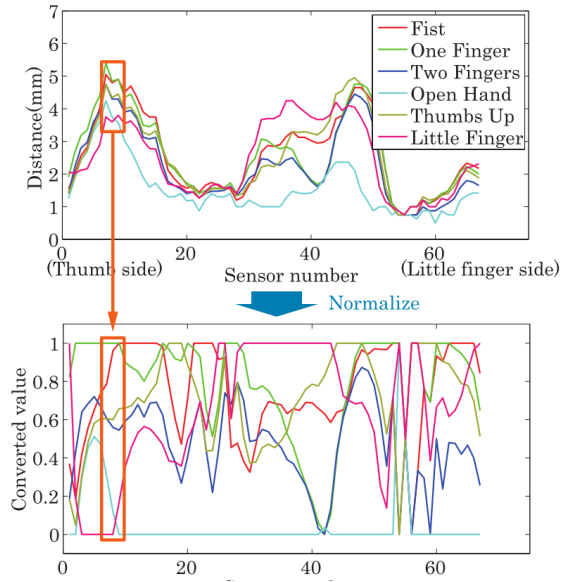 7
6
5
4
3
2
1
0
Distance(mm)
Fist
One Finger
Two Fingers
Open Hand
Thumbs Up
Little Finger
0 20 40 60
(Thumb side) Sensor number (Little finger side)
Normalize
1
0.8
0.6
0.4
0.2
0
Converted value
0 20 40 60